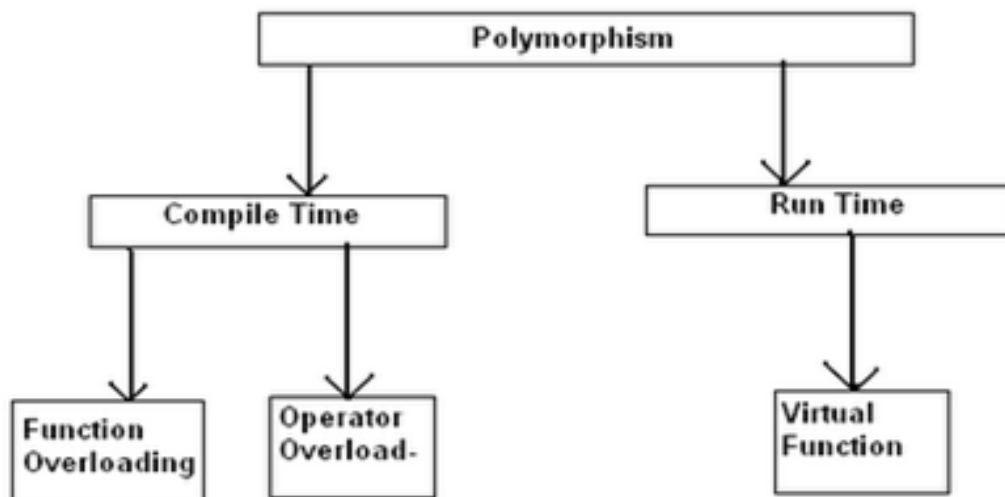 Polymorphism
Compile Time
Run Time
Function
Overloading
Operator
Overload-
Virtual
Function